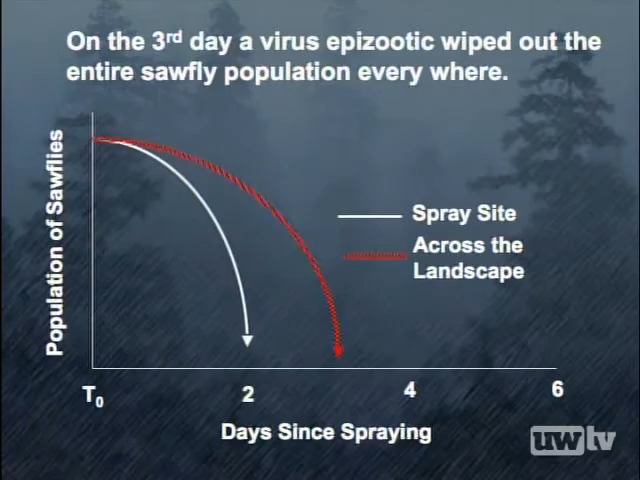 On the 3rd day a virus epizootic wiped out the
entire sawfly population every where.
Population of Sawflies
Spray Site
Across the
Landscape
T0
2
4
6
Days Since Spraying
uwtv